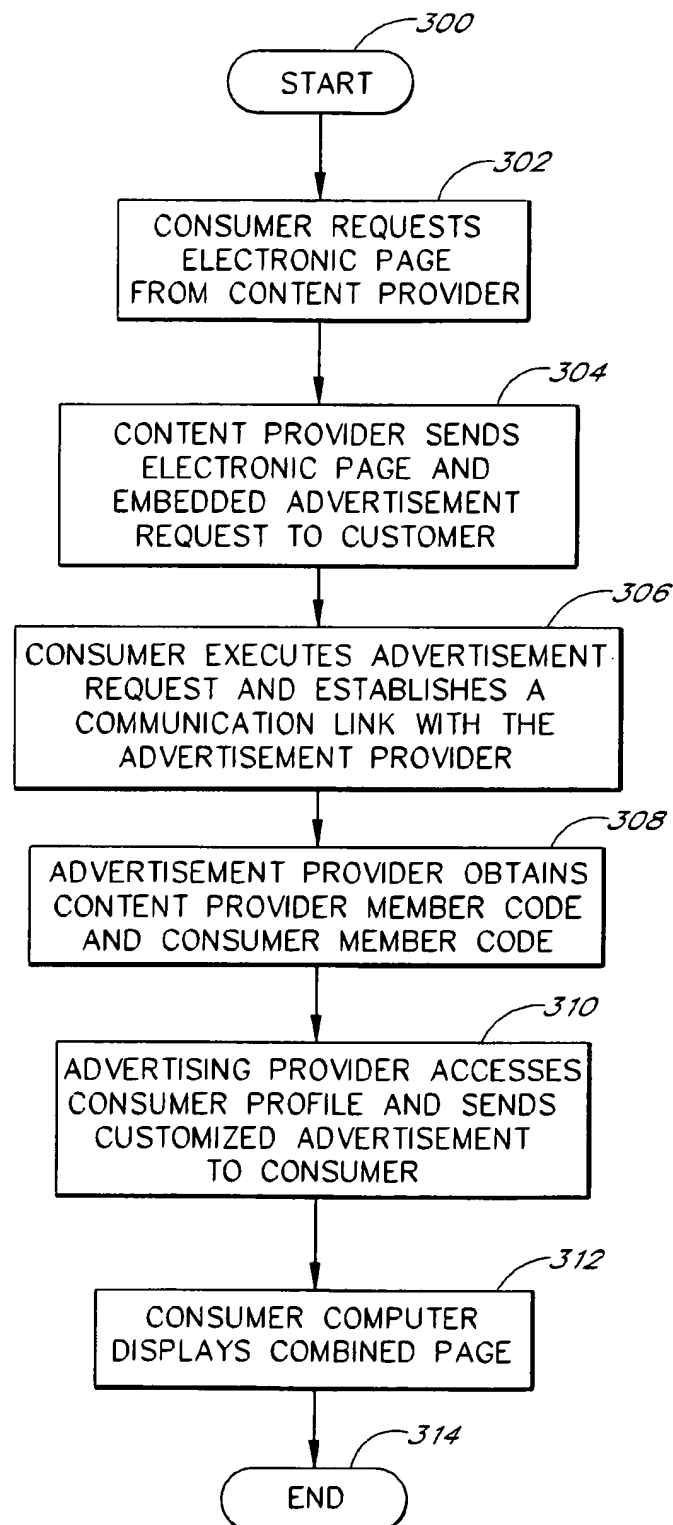 300
START
302
CONSUMER REQUESTS
ELECTRONIC PAGE
FROM CONTENT PROVIDER
304
CONTENT PROVIDER SENDS
ELECTRONIC PAGE AND
EMBEDDED ADVERTISEMENT
REQUEST TO CUSTOMER
306
CONSUMER EXECUTES ADVERTISEMENT
REQUEST AND ESTABLISHES A
COMMUNICATION LINK WITH THE
ADVERTISEMENT PROVIDER
308
ADVERTISEMENT PROVIDER OBTAINS
CONTENT PROVIDER MEMBER CODE
AND CONSUMER MEMBER CODE
310
ADVERTISING PROVIDER ACCESSES
CONSUMER PROFILE AND SENDS
CUSTOMIZED ADVERTISEMENT
TO CONSUMER
312
CONSUMER COMPUTER
DISPLAYS COMBINED PAGE
314
END